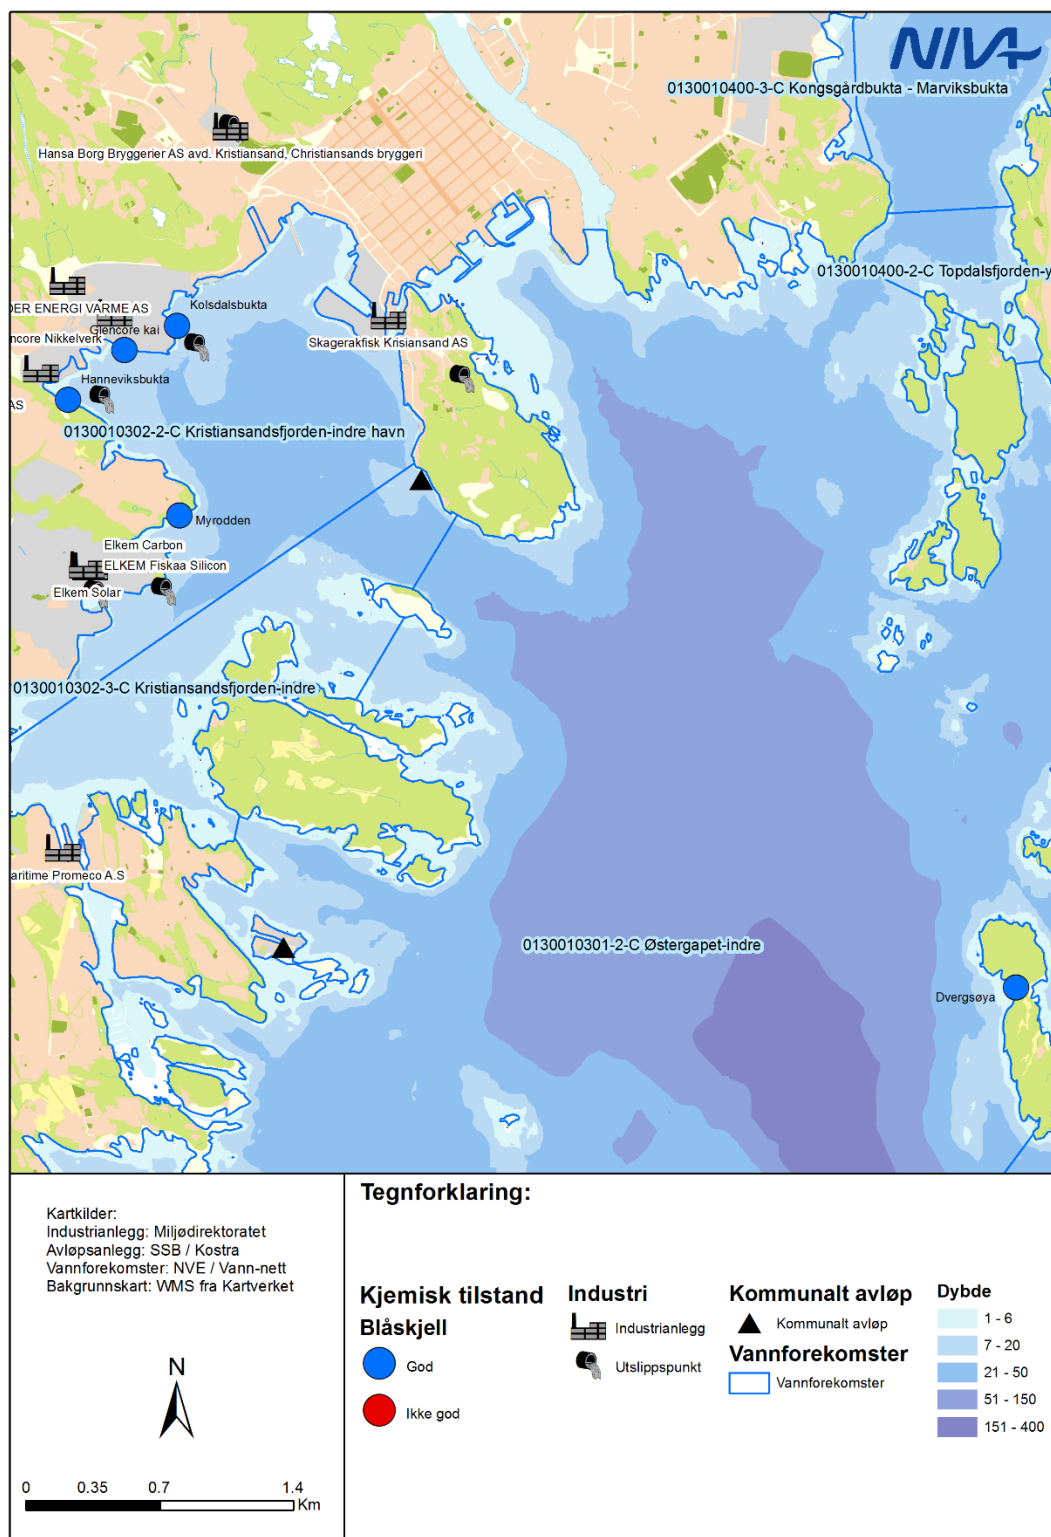 NIVA
0130010400-3-C Kongsgårdbukta - Marviksbukta
Hansa Borg Bryggerier AS avd. Kristiansand, Christiansands bryggeri
0130010400-2-C Topdalsfjorden-y
DER ENERGI VARME AS
Kolsdalsbukta
ncore Nikkelverk
Glencore kai
Skagerakfisk Krisiansand AS
Hanneviksbukta
AS
0130010302-2-C Kristiansandsfjorden-indre havn
Myrodden
Elkem Carbon
ELKEM Fiskaa Silicon
Elkem Solar
0130010302-3-C Kristiansandsfjorden-indre
aritime Promeco A.S
0130010301-2-C Østergapet-indre
Dvergsøya
Kartkilder:
Industrianlegg: Miljødirektoratet
Avløpsanlegg: SSB / Kostra
Vannforekomster: NVE / Vann-nett
Bakgrunnskart: WMS fra Kartverket
N
0 0.35 0.7 1.4
Km
Tegnforklaring:
Kjemisk tilstand
Blåskjell
God
Ikke god
Industri
Industrianlegg
Utslippspunkt
Kommunalt avløp
Kommunalt avløp
Vannforekomster
Vannforekomster
Dybde
1 - 6
7 - 20
21 - 50
51 - 150
151 - 400